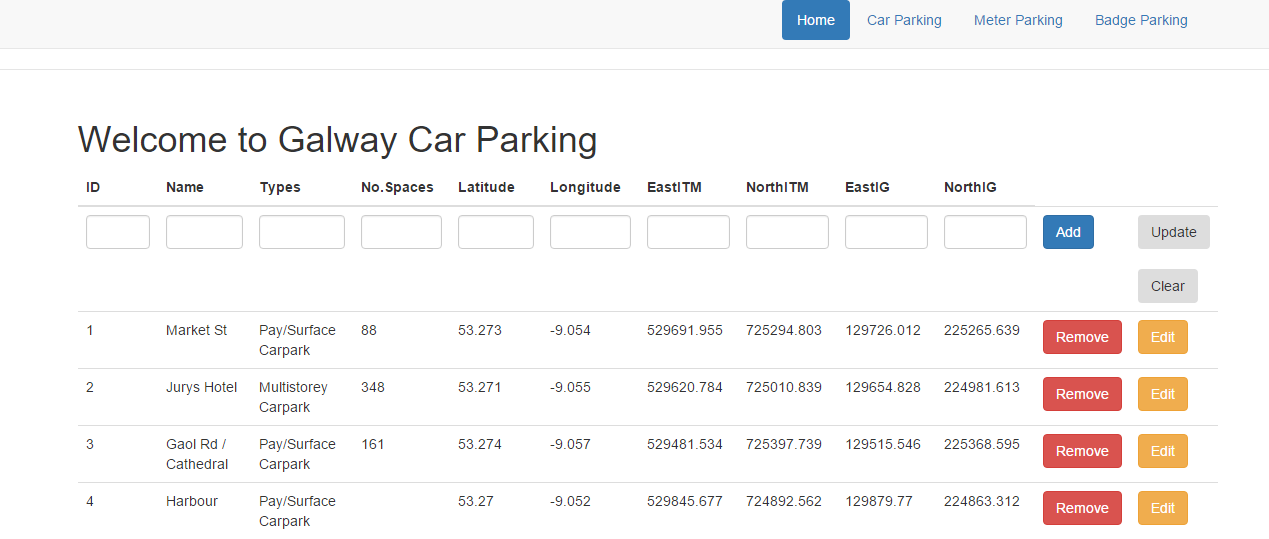 Home Car Parking Meter Parking Badge Parking
Welcome to Galway Car Parking
ID Name Types No.Spaces Latitude Longitude EastITM NorthITM EastIG NorthIG
Add Update
Clear
1 Market St Pay/Surface 88 53.273 -9.054 529691.955 725294.803 129726.012 225265.639 Remove Edit
Carpark
2 Jurys Hotel Multistorey 348 53.271 -9.055 529620.784 725010.839 129654.828 224981.613 Remove Edit
Carpark
3 Gaol Rd / Pay/Surface 161 53.274 -9.057 529481.534 725397.739 129515.546 225368.595 Remove Edit
Cathedral Carpark
4 Harbour Pay/Surface 53.27 -9.052 529845.677 724892.562 129879.77 224863.312 Remove Edit
Carpark